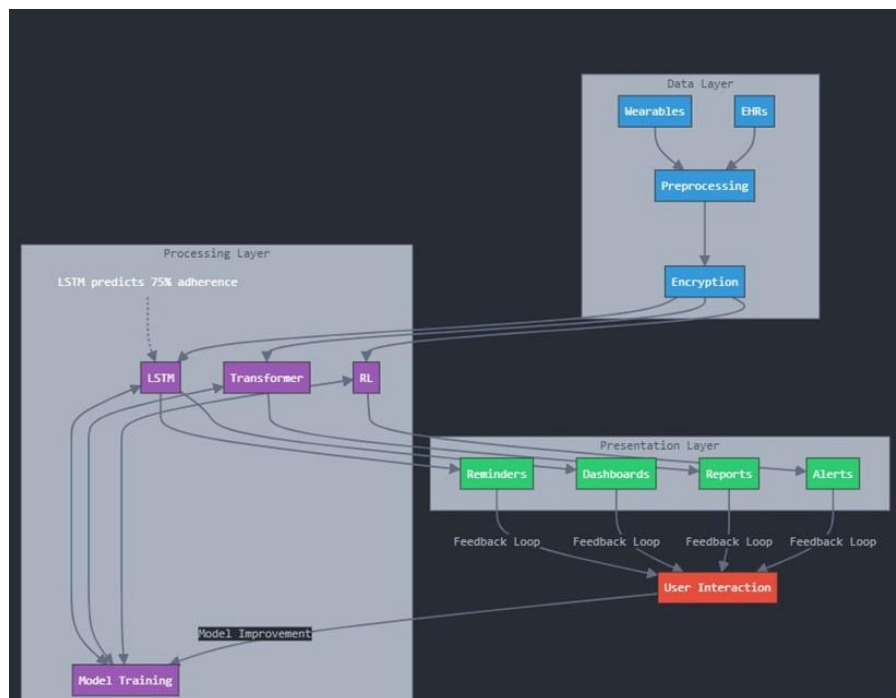 Data Layer
Wearables
EHRs
Preprocessing
Encryption
Processing Layer
LSTM predicts 75% adherence
LSTM
Transformer
RL
Presentation Layer
Reminders
Dashboards
Reports
Alerts
Feedback Loop
Feedback Loop
Feedback Loop
Feedback Loop
User Interaction
Model Improvement
Model Training